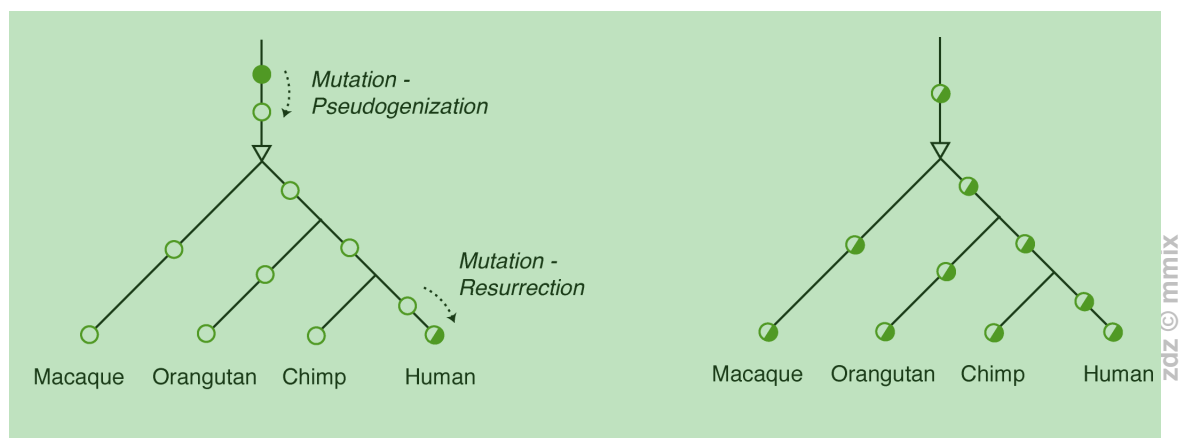 Mutation -
Pseudogenization
Mutation -
Resurrection
Macaque Orangutan Chimp Human
Macaque Orangutan Chimp Human
zdz © mmix